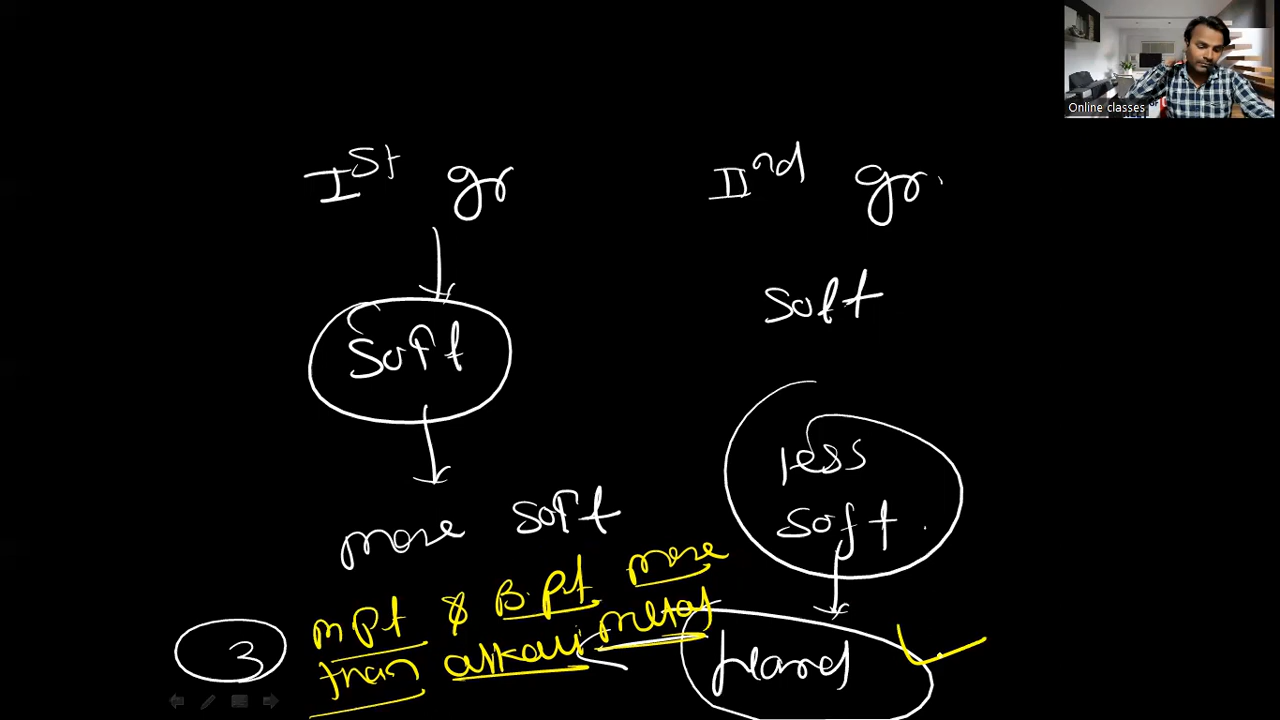 Online classes
Ist gr
IInd gr.
soft
soft
more soft
less
soft
Hard
3
m pt & B.pt more
than alkali metal